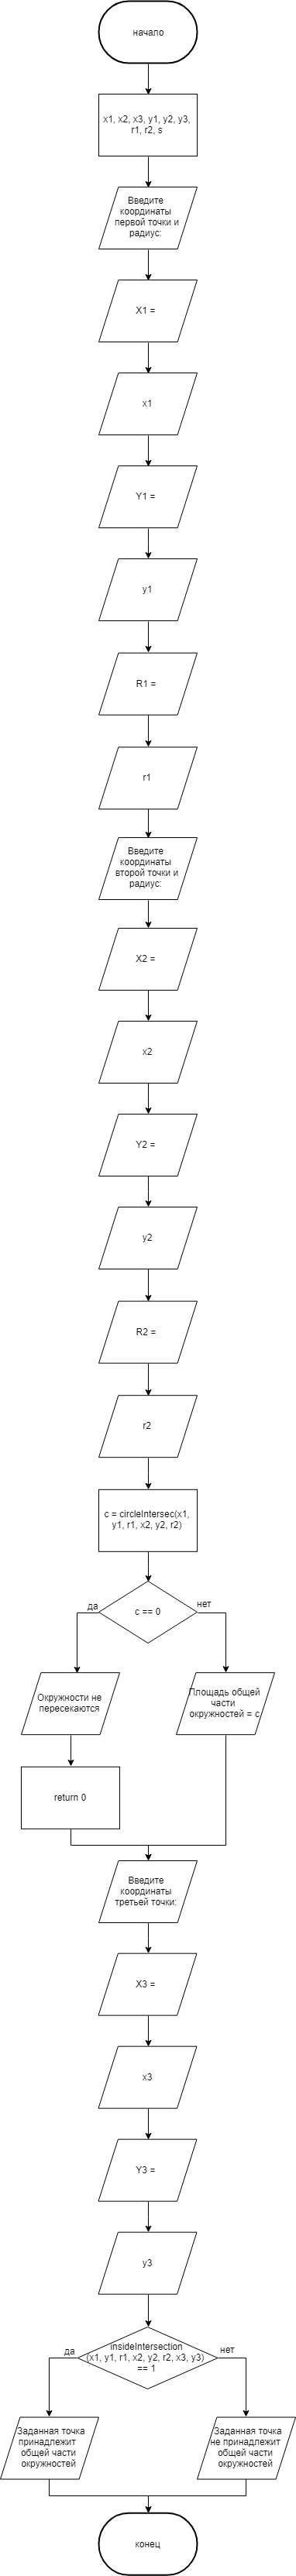 начало
x1, x2, x3, y1, y2, y3,
r1, r2, s
Введите
координаты
первой точки и
радиус:
X1 =
x1
Y1 =
y1
R1 =
r1
Введите
координаты
второй точки и
радиус:
X2 =
x2
Y2 =
y2
R2 =
r2
c = circleIntersec(x1,
y1, r1, x2, y2, r2)
c == 0
да
нет
Окружности не
пересекаются
Площадь общей
части
окружностей = c
return 0
Введите
координаты
третьей точки:
X3 =
x3
Y3 =
y3
insideIntersection
(x1, y1, r1, x2, y2, r2, x3, y3)
== 1
да
нет
Заданная точка
принадлежит
общей части
окружностей
Заданная точка
не принадлежит
общей части
окружностей
конец